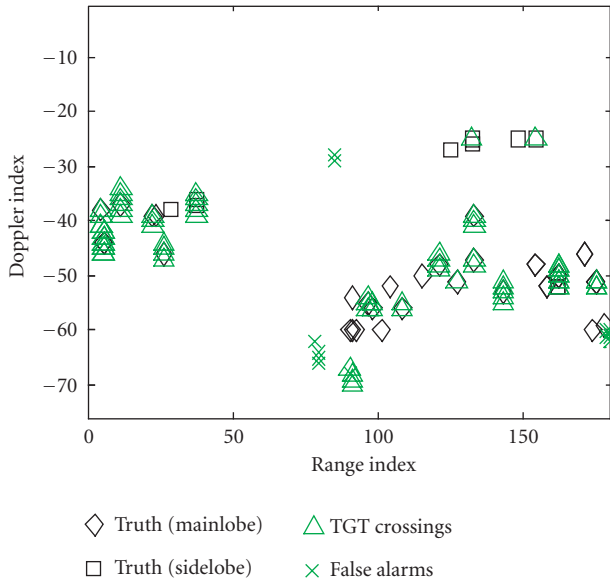 −10
−20
−30
−40
−50
−60
−70
Doppler index
0
50
100
150
Range index
Truth (mainlobe)
TGT crossings
Truth (sidelobe)
False alarms